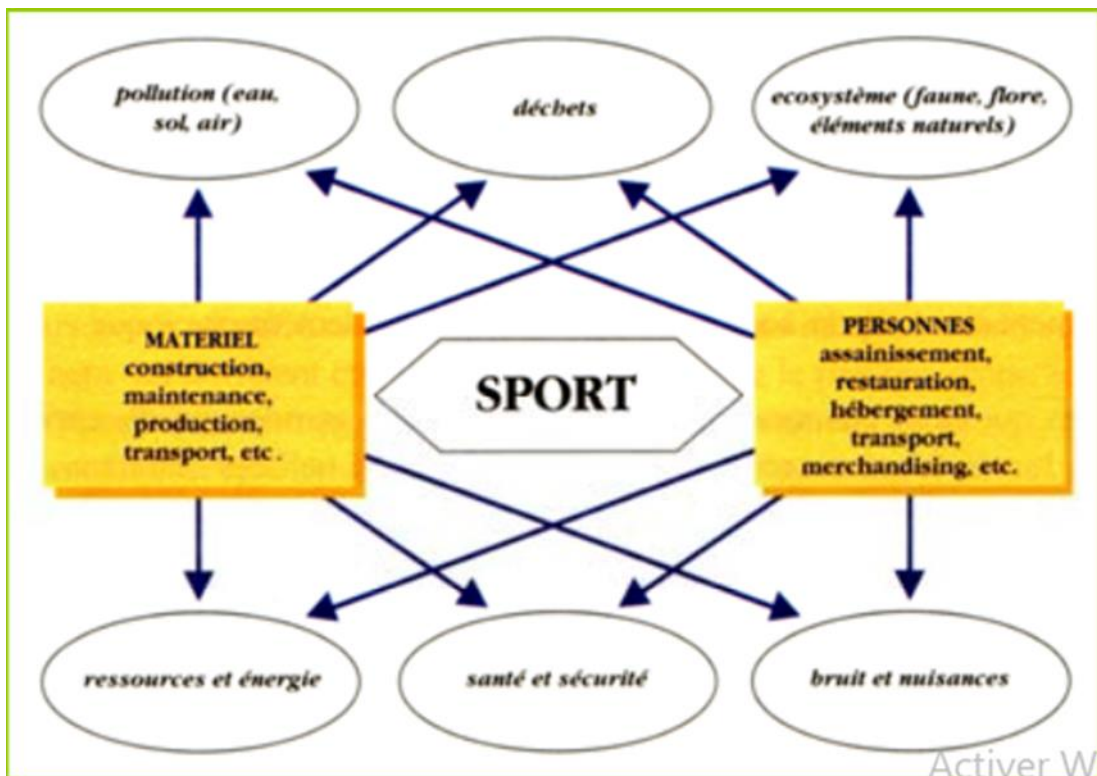 pollution (eau,
sol, air)
déchets
ecosystème (faune, flore,
éléments naturels)
MATERIEL
construction,
maintenance,
production,
transport, etc.
SPORT
PERSONNES
assainissement,
restauration,
hébergement,
transport,
merchandising, etc.
ressources et énergie
santé et sécurité
bruit et nuisances
Activer W